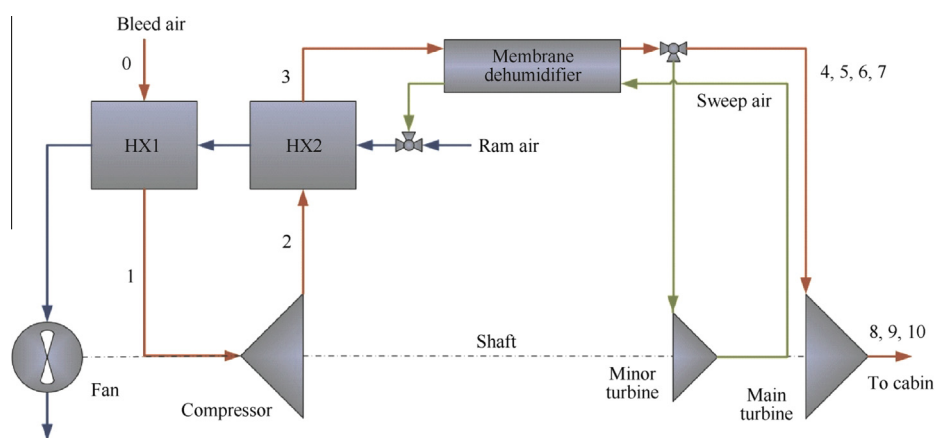 Bleed air
0
3
Membrane
dehumidifier
4, 5, 6, 7
Sweep air
HX1
HX2
Ram air
1
2
Shaft
8, 9, 10
Fan
Minor
turbine
To cabin
Compressor
Main
turbine